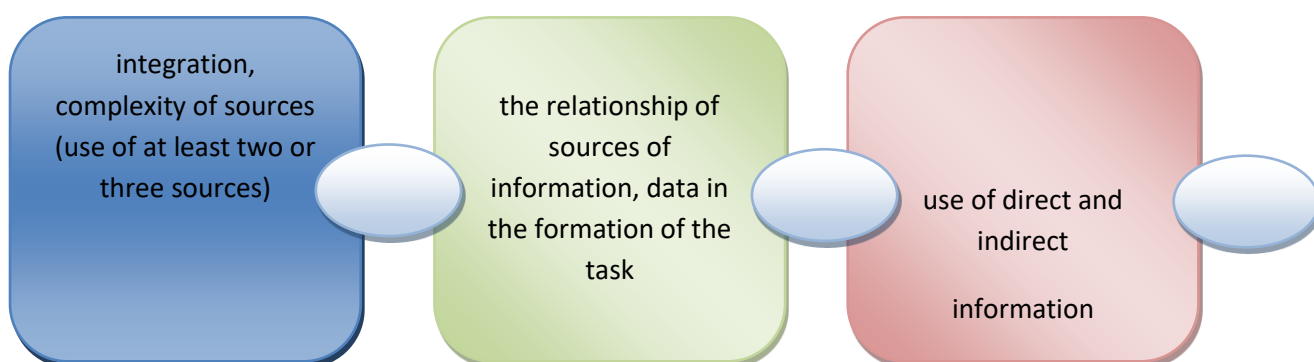 integration,
complexity of sources
(use of at least two or
three sources)
the relationship of
sources of
information, data in
the formation of the
task
use of direct and
indirect
information